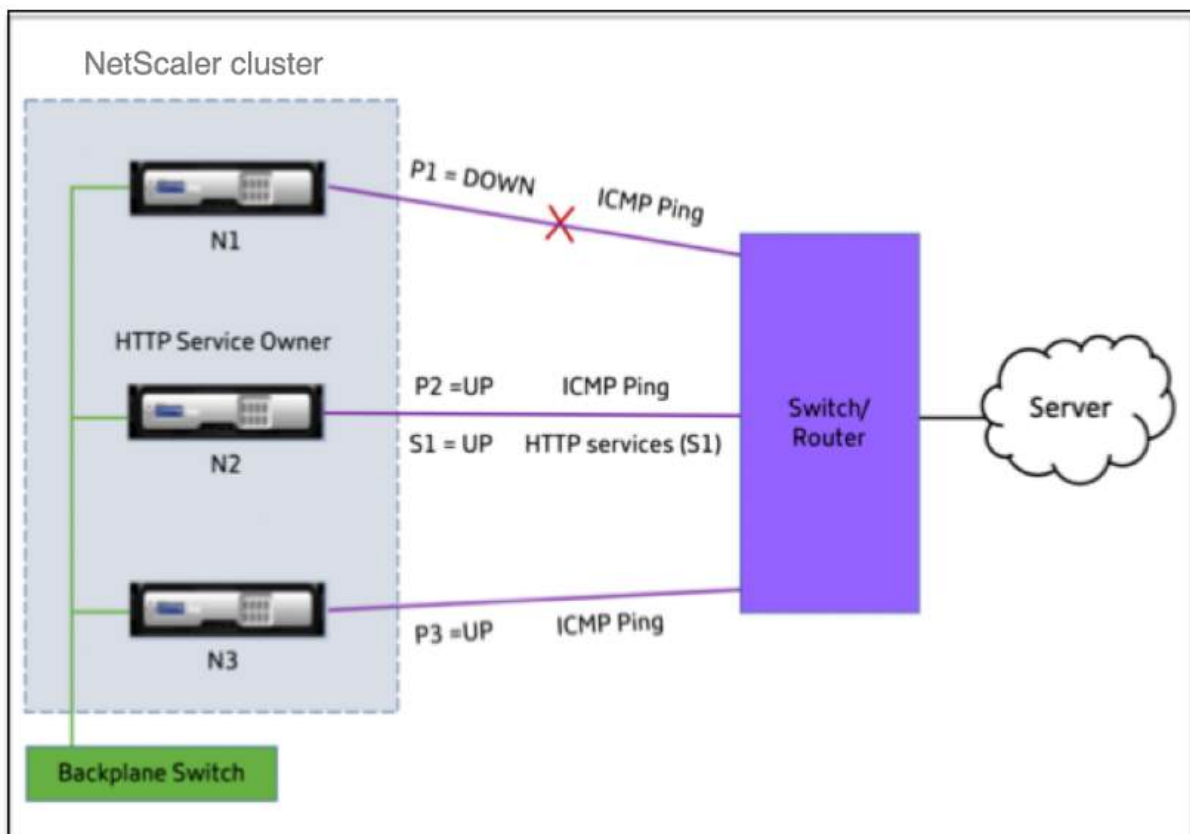 NetScaler cluster
P1 = DOWN
ICMP Ping
N1
HTTP Service Owner
P2 =UP
ICMP Ping
S1 = UP
HTTP services (S1)
N2
Switch/
Router
Server
P3 =UP
ICMP Ping
N3
Backplane Switch